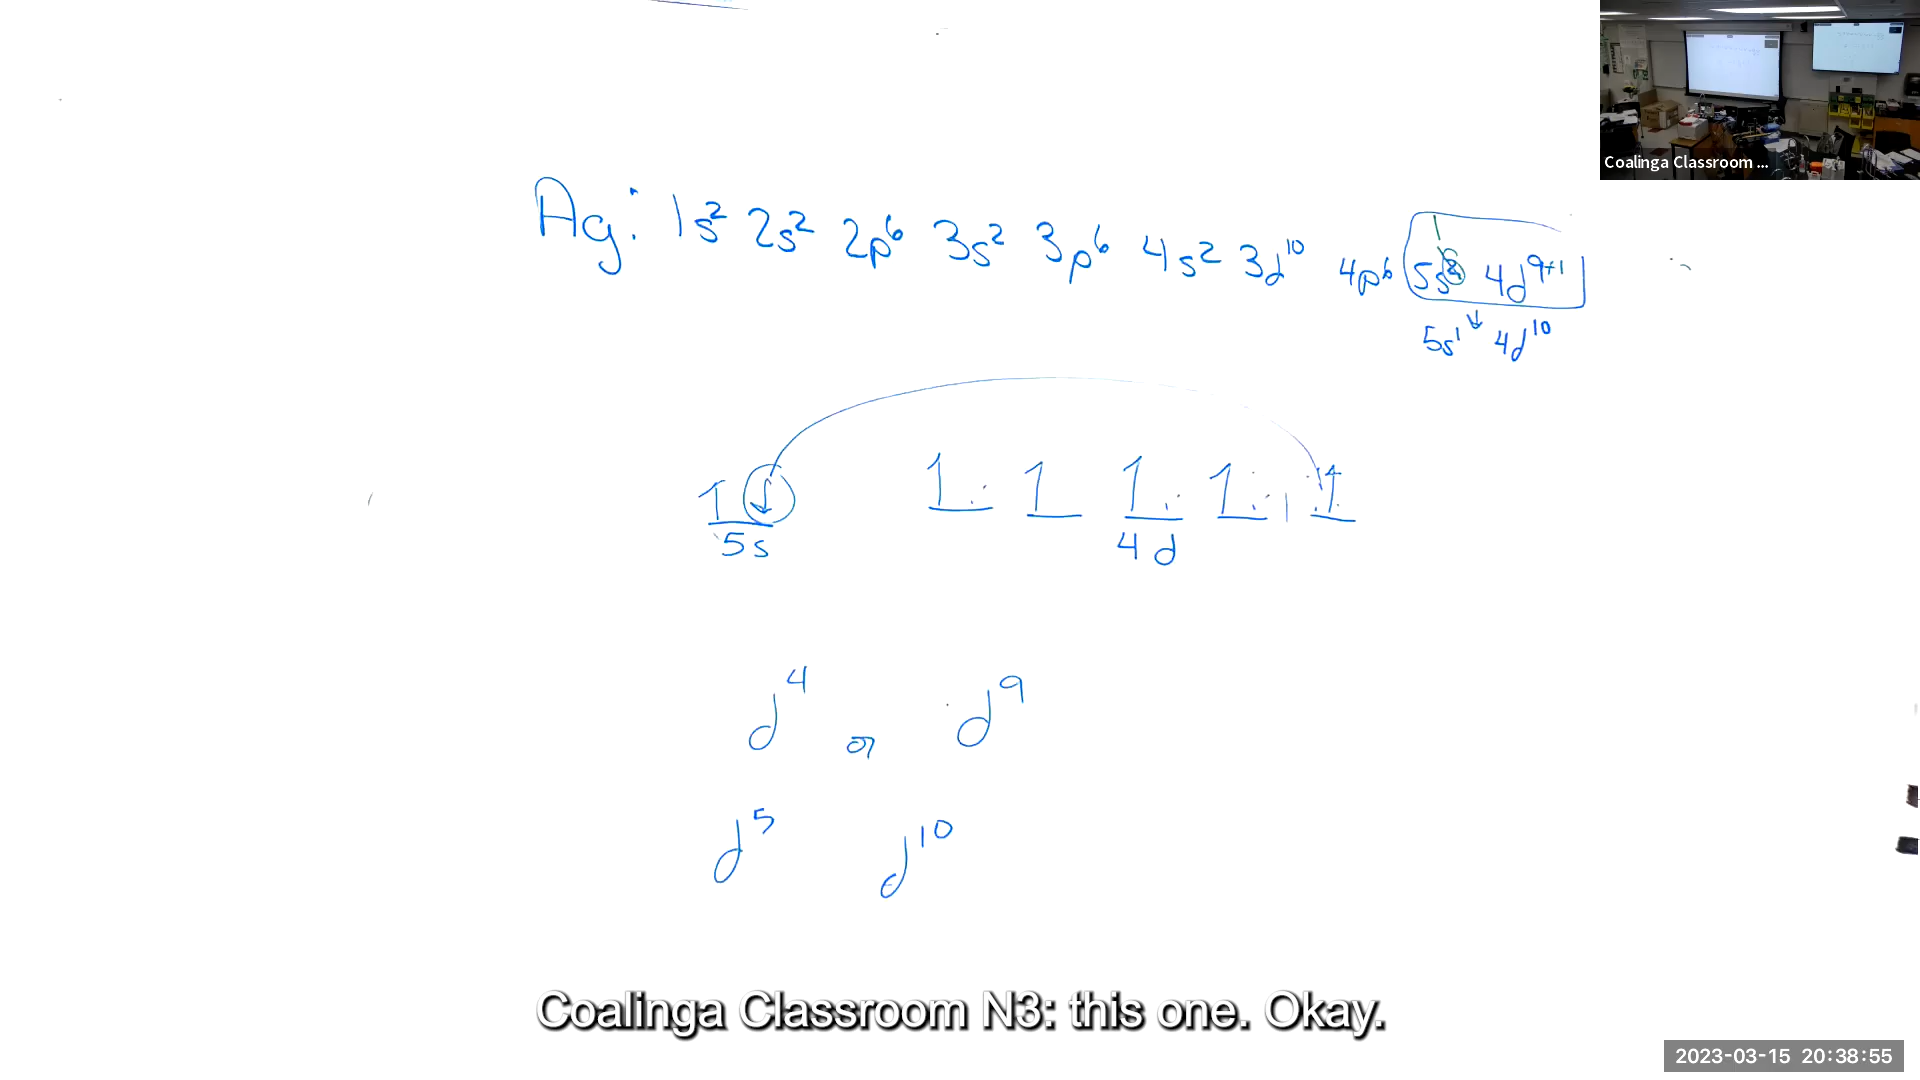 Coalinga Classroom ...
Ag: 1s² 2s² 2p⁶ 3s² 3p⁶ 4s² 3d¹⁰ 4p⁶ 5s² 4d⁹⁺¹
5s¹ 4d¹⁰
5s
4d
d⁴ or d⁹
d⁵ d¹⁰
Coalinga Classroom N3: this one. Okay.
2023-03-15 20:38:55